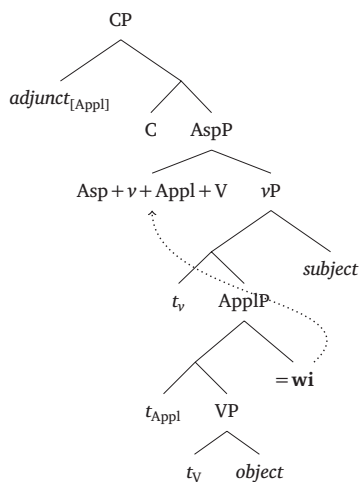 CP
adjunct[Appl]
C AspP
Asp + v + Appl + V vP
subject
tv ApplP
= wi
tAppl VP
tV object